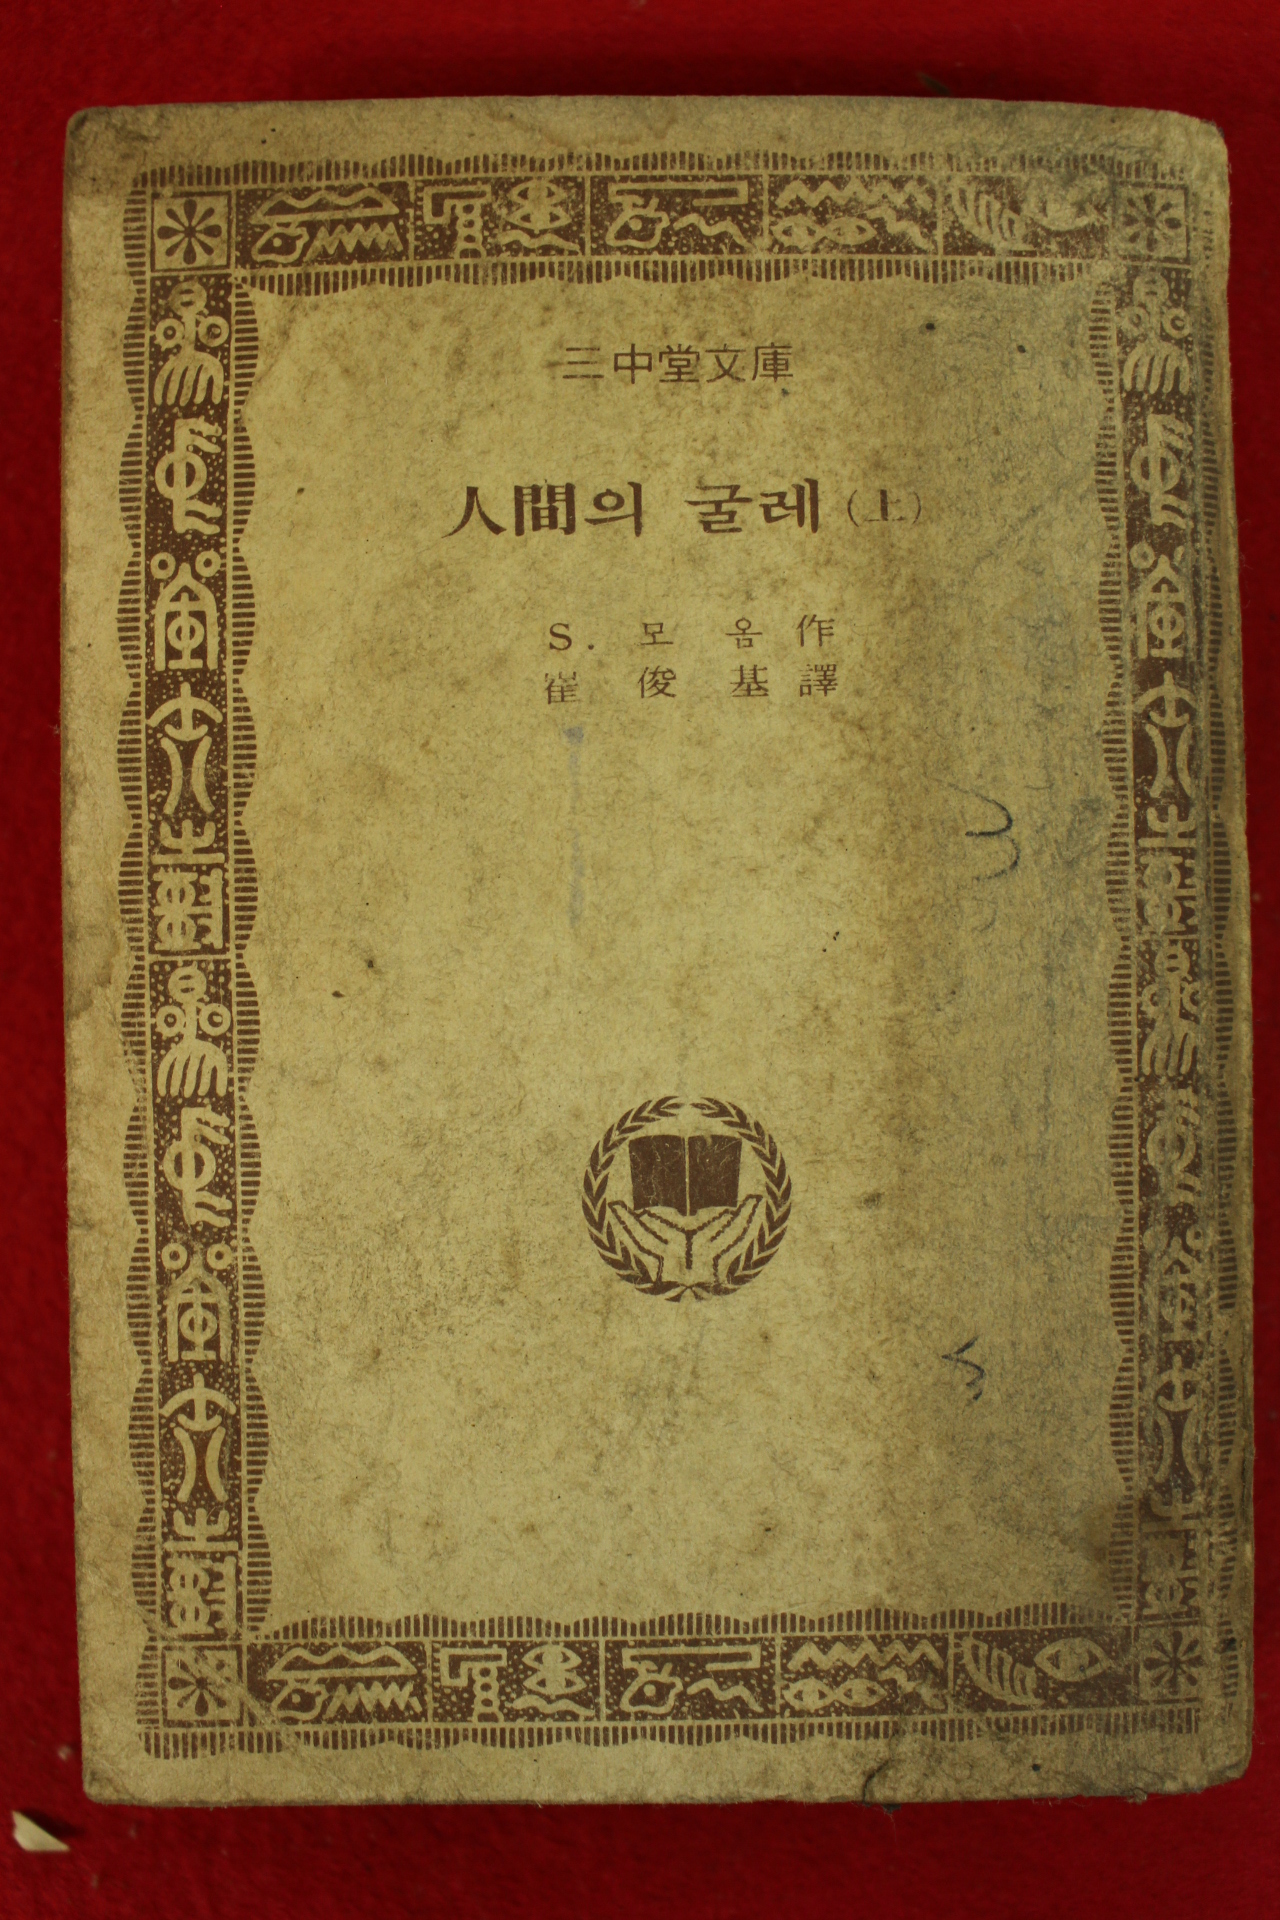 三中堂文庫
人間의 굴레 (上)
S. 모 옴 作
崔 俊 基 譯